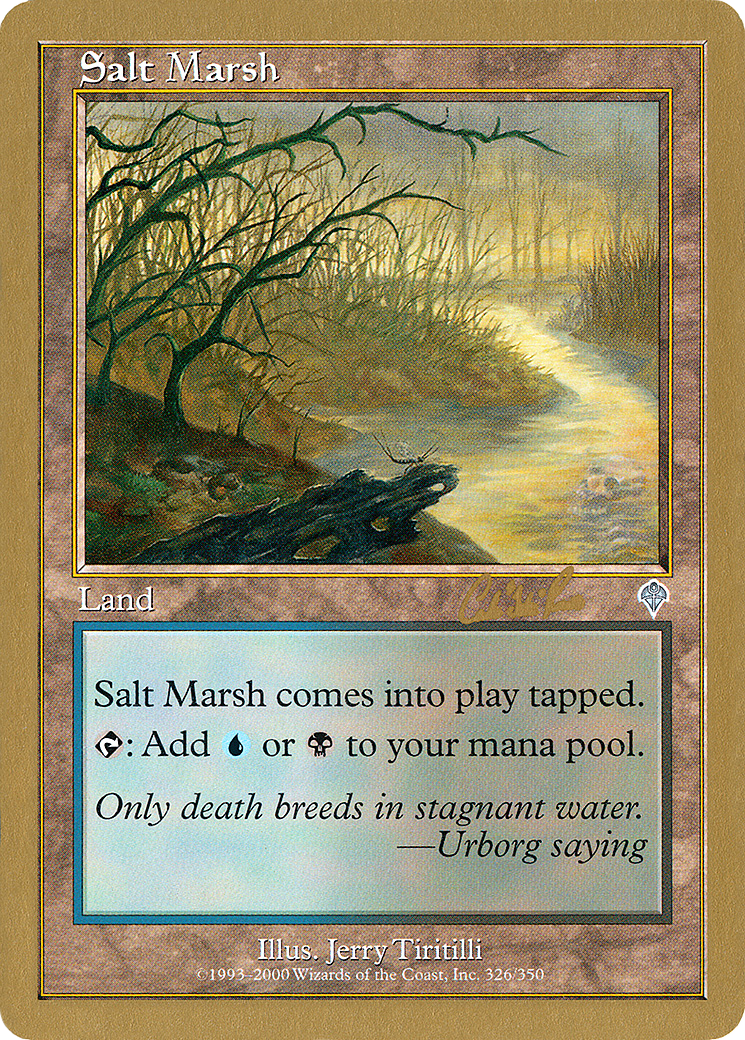 Salt Marsh
Land
Salt Marsh comes into play tapped.
: Add or to your mana pool.
Only death breeds in stagnant water.
—Urborg saying
Illus. Jerry Tiritilli
©1993–2000 Wizards of the Coast, Inc. 326/350